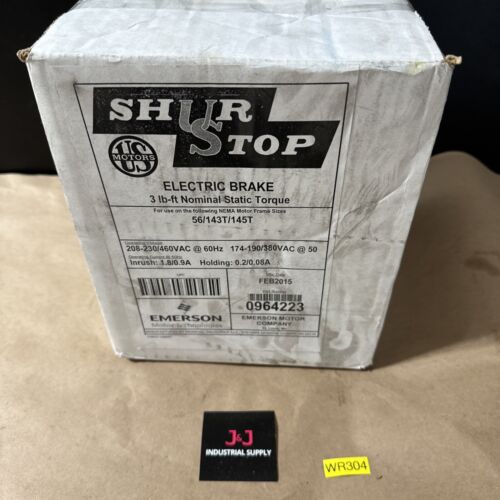 SHUR
STOP
US
MOTORS
ELECTRIC BRAKE
3 lb-ft Nominal Static Torque
For use on the following NEMA Motor Frame Sizes
56/143T/145T
208-230/460VAC @ 60Hz 174-190/380VAC @ 50
Inrush: 1.8/0.9A Holding: 0.2/0.08A
FEB2015
0964223
EMERSON
Motor Technologies
EMERSON MOTOR
COMPANY
J&J
INDUSTRIAL SUPPLY
WR304